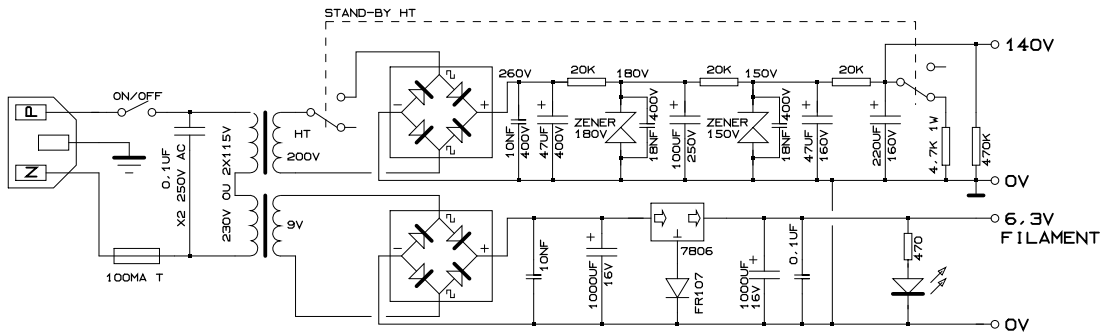 STAND-BY HT
140V
260V
20K
180V
20K
150V
20K
ON/OFF
P
N
0,1UF
X2 250V AC
230V OU 2X115V
HT
200V
-
+
10NF
400V
+
47UF
400V
ZENER
180V
18NF
400V
+
100UF
250V
ZENER
150V
18NF
400V
+
47UF
160V
+
220UF
160V
4,7K 1W
470K
0V
100MA T
9V
-
+
10NF
+
1000UF
16V
7806
FR107
+
1000UF
16V
0,1UF
470
6,3V
FILAMENT
0V